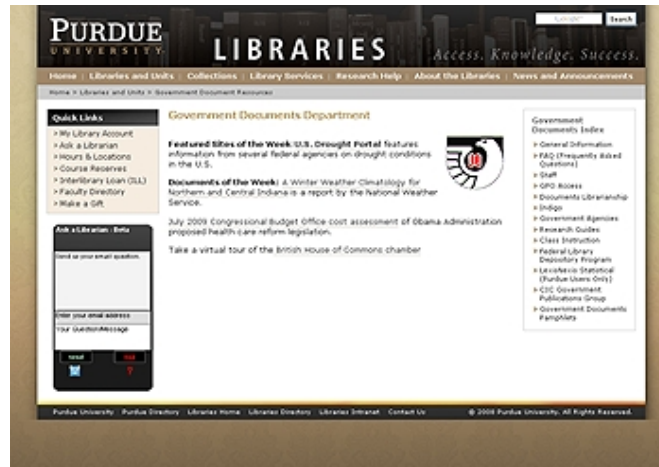 PURDUE
UNIVERSITY
LIBRARIES
Access. Knowledge. Success.
Search
Home | Libraries and Units | Collections | Library Services | Research Help | About the Libraries | News and Announcements
Home > Libraries and Units > Government Document Resources
Quick Links
> My Library Account
> Ask a Librarian
> Hours & Locations
> Course Reserves
> Interlibrary Loan (ILL)
> Faculty Directory
> Make a Gift
Ask a Librarian - Beta
Send us your email question.
Enter your email address
Your Question/Message
send
?
Government Documents Department
Featured Sites of the Week U.S. Drought Portal features
information from several federal agencies on drought conditions
in the U.S.
Documents of the Week: A Winter Weather Climatology for
Northern and Central Indiana is a report by the National Weather
Service.
July 2009 Congressional Budget Office cost assessment of Obama Administration
proposed health care reform legislation.
Take a virtual tour of the British House of Commons chamber
Government
Documents Index
> General Information
> FAQ (Frequently Asked
Questions)
> Staff
> GPO Access
> Documents Librarianship
> Indigo
> Government Agencies
> Research Guides
> Class Instruction
> Federal Library
Depository Program
> LexisNexis Statistical
(Purdue Users Only)
> CIC Government
Publications Group
> Government Documents
Pamphlets
Purdue University Purdue Directory Libraries Home Libraries Directory Libraries Intranet Contact Us © 2009 Purdue University. All Rights Reserved.